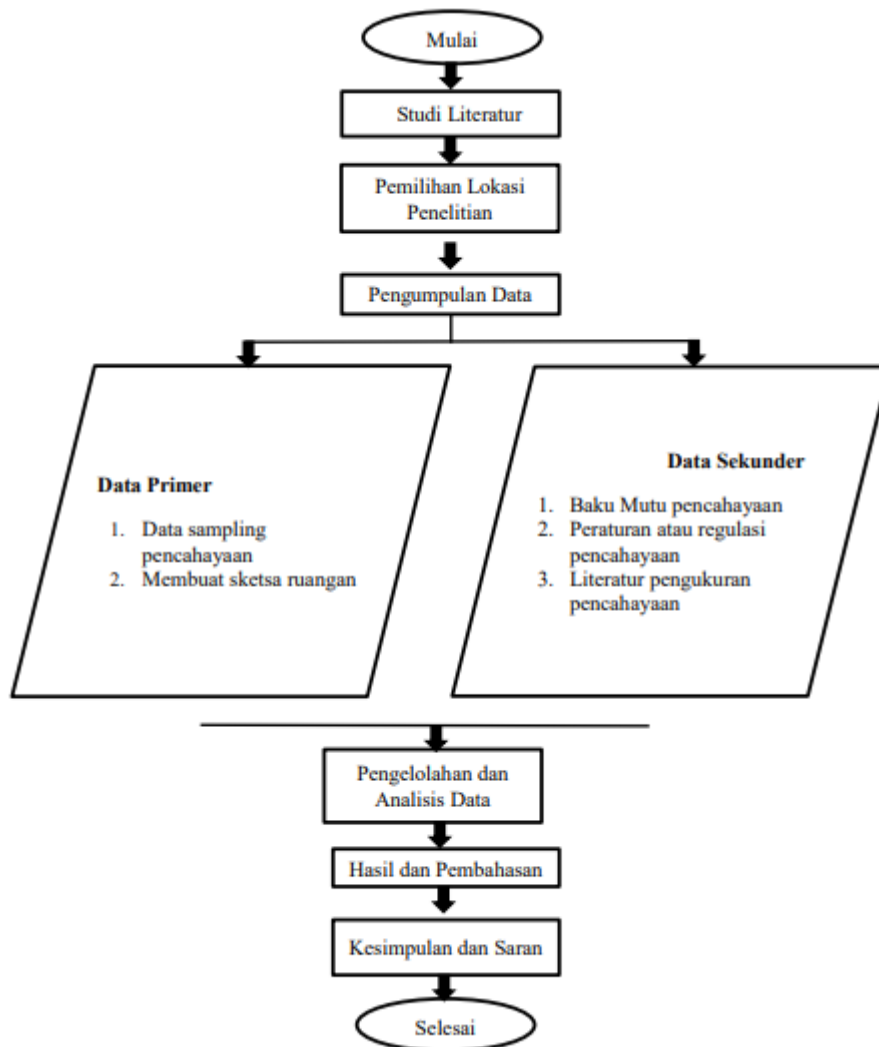 Mulai
Studi Literatur
Pemilihan Lokasi
Penelitian
Pengumpulan Data
Data Primer
1. Data sampling
pencahayaan
2. Membuat sketsa ruangan
Data Sekunder
1. Baku Mutu pencahayaan
2. Peraturan atau regulasi
pencahayaan
3. Literatur pengukuran
pencahayaan
Pengelolahan dan
Analisis Data
Hasil dan Pembahasan
Kesimpulan dan Saran
Selesai